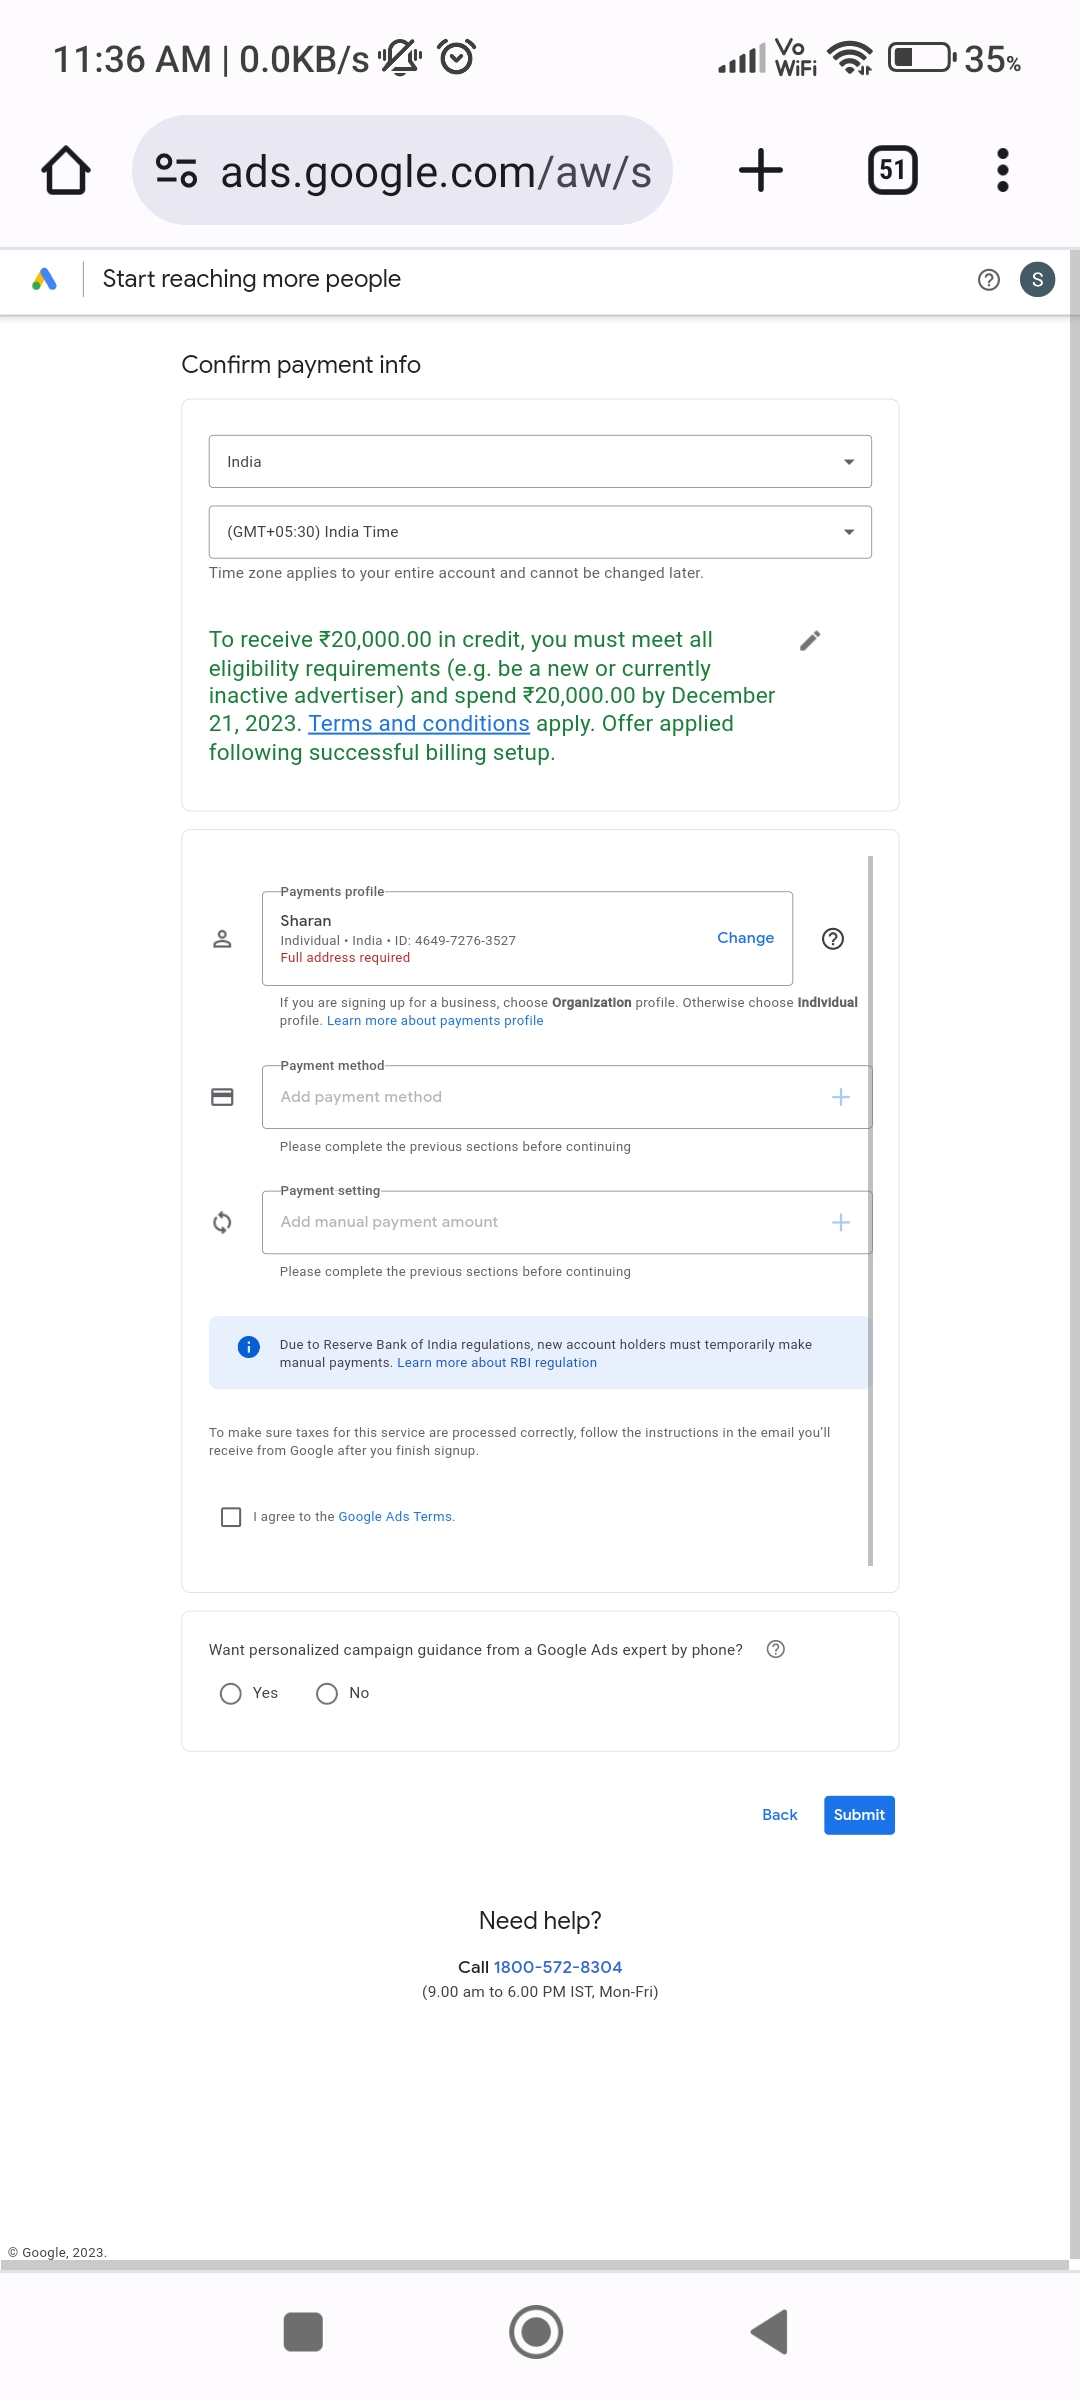 11:36 AM | 0.0KB/s
Vo
WiFi
35%
ads.google.com/aw/s
51
Start reaching more people
S
Confirm payment info
India
(GMT+05:30) India Time
Time zone applies to your entire account and cannot be changed later.
To receive ₹20,000.00 in credit, you must meet all
eligibility requirements (e.g. be a new or currently
inactive advertiser) and spend ₹20,000.00 by December
21, 2023. Terms and conditions apply. Offer applied
following successful billing setup.
Payments profile
Sharan
Individual • India • ID: 4649-7276-3527
Full address required
Change
If you are signing up for a business, choose Organization profile. Otherwise choose Individual
profile. Learn more about payments profile
Payment method
Add payment method
Please complete the previous sections before continuing
Payment setting
Add manual payment amount
Please complete the previous sections before continuing
Due to Reserve Bank of India regulations, new account holders must temporarily make
manual payments. Learn more about RBI regulation
To make sure taxes for this service are processed correctly, follow the instructions in the email you'll
receive from Google after you finish signup.
I agree to the Google Ads Terms.
Want personalized campaign guidance from a Google Ads expert by phone?
Yes No
Back Submit
Need help?
Call 1800-572-8304
(9.00 am to 6.00 PM IST, Mon-Fri)
© Google, 2023.